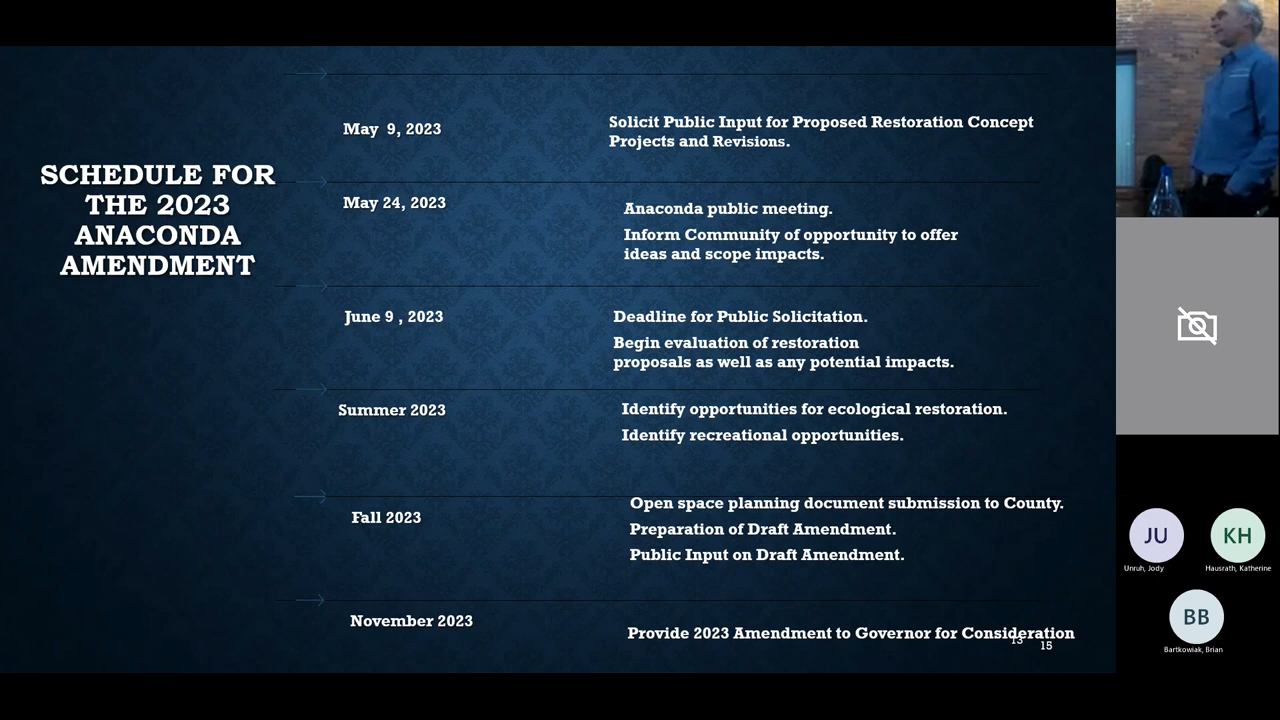 SCHEDULE FOR
THE 2023
ANACONDA
AMENDMENT
May 9, 2023
Solicit Public Input for Proposed Restoration Concept
Projects and Revisions.
May 24, 2023
Anaconda public meeting.
Inform Community of opportunity to offer
ideas and scope impacts.
June 9 , 2023
Deadline for Public Solicitation.
Begin evaluation of restoration
proposals as well as any potential impacts.
Summer 2023
Identify opportunities for ecological restoration.
Identify recreational opportunities.
Fall 2023
Open space planning document submission to County.
Preparation of Draft Amendment.
Public Input on Draft Amendment.
November 2023
Provide 2023 Amendment to Governor for Consideration
13
15
JU
Unruh, Jody
KH
Hausrath, Katherine
BB
Bartkowiak, Brian